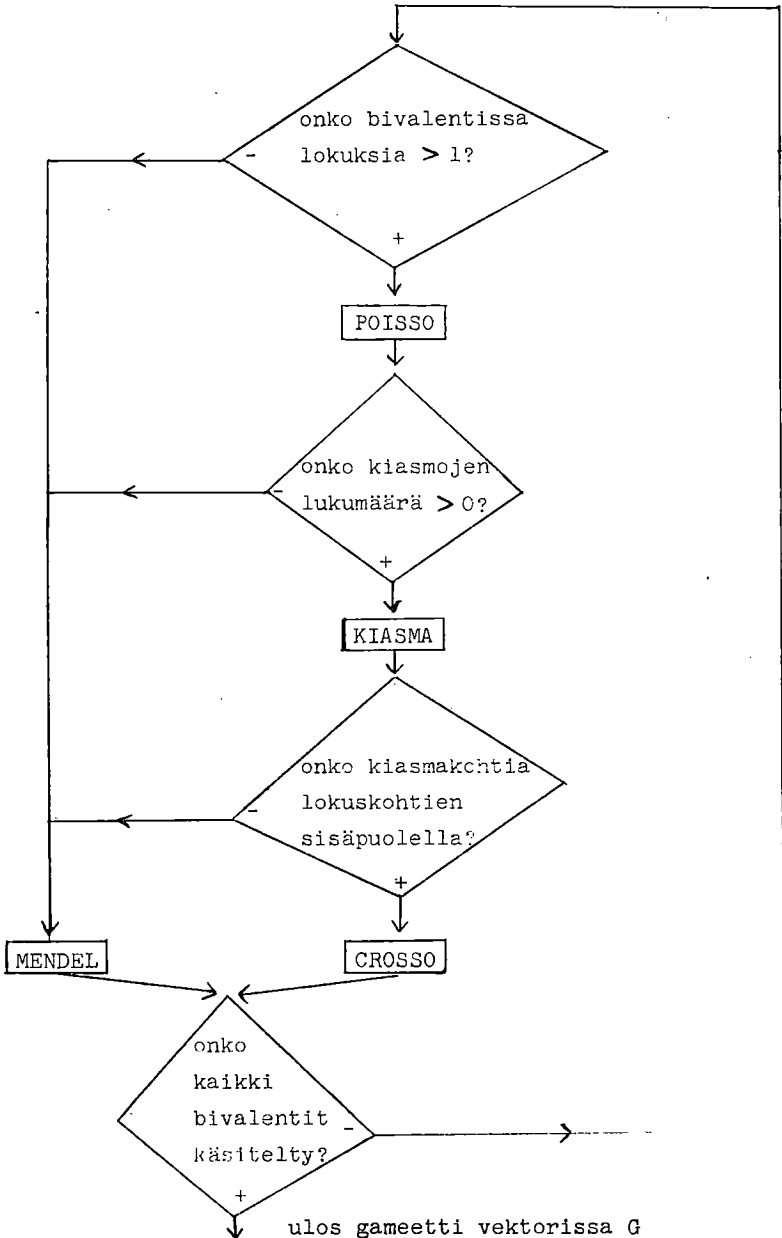 onko bivalentissa
lokuksia > 1?
-
+
POISSO
onko kiasmojen
lukumäärä > 0?
-
+
KIASMA
onko kiasmakohtia
lokuskohtien
sisäpuolella?
-
+
MENDEL
CROSSO
onko
kaikki
bivalentit
käsitelty?
-
+
ulos gameetti vektorissa G